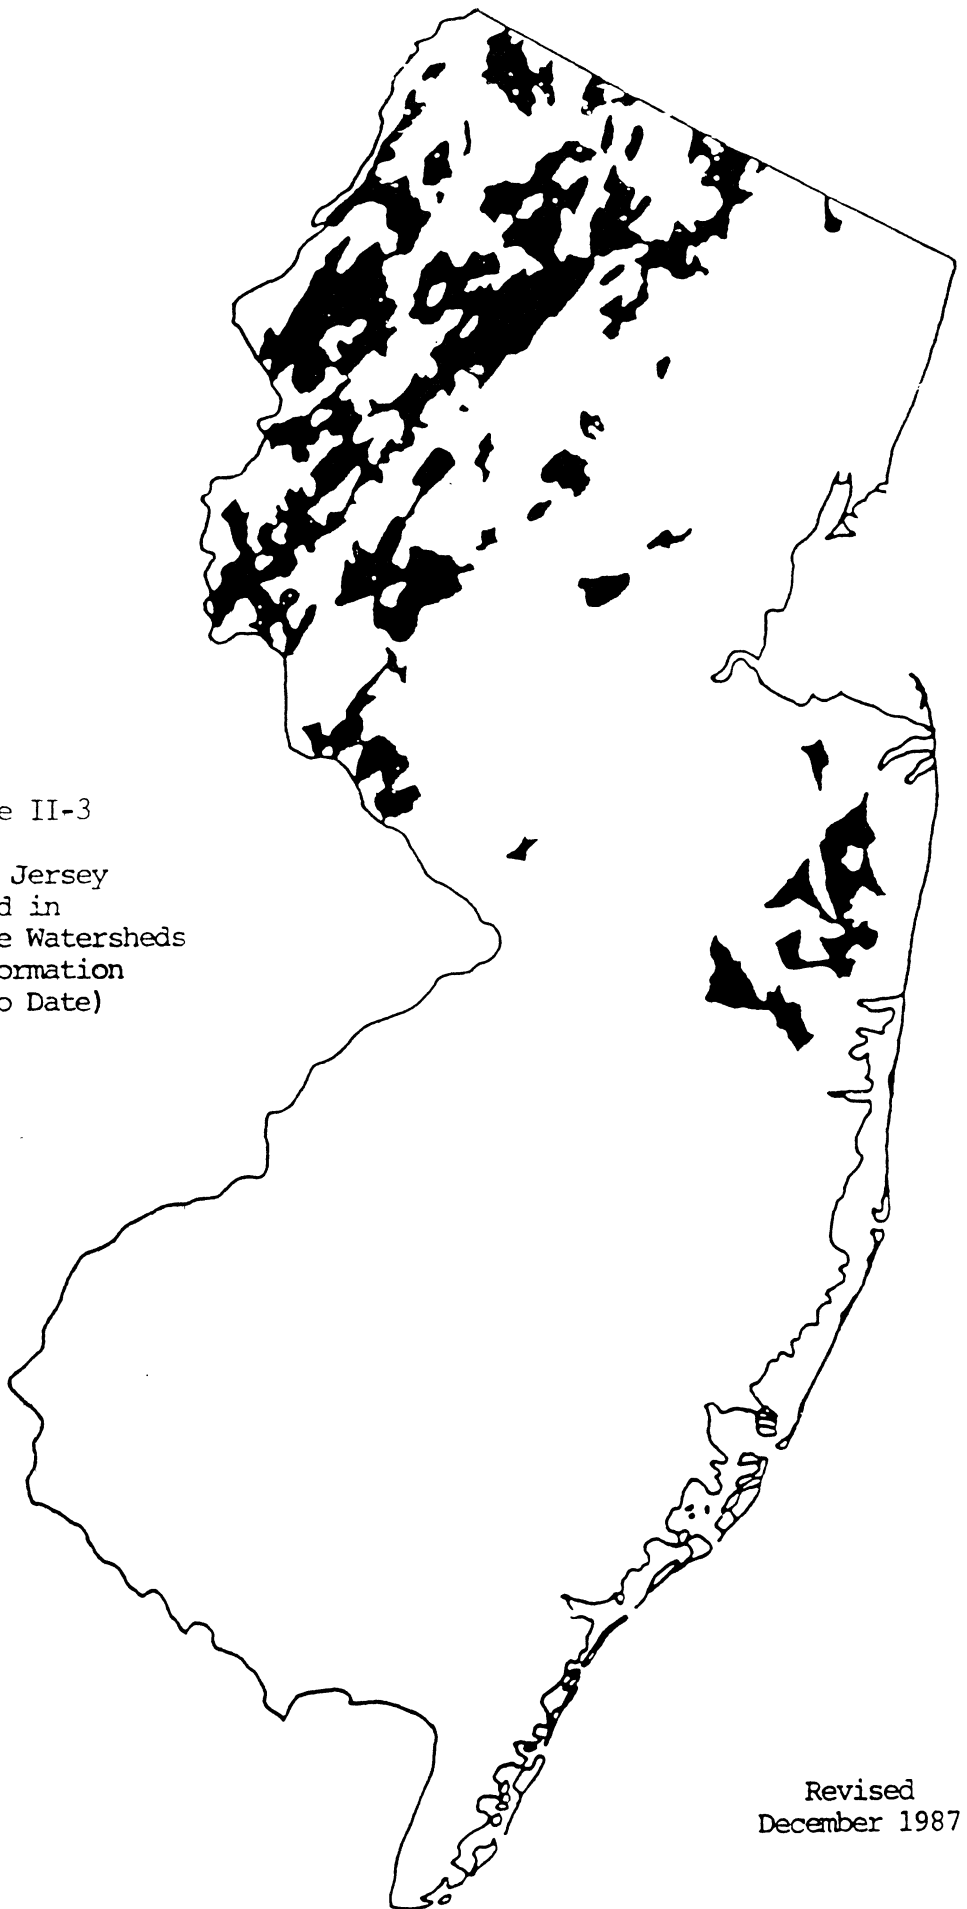 e II-3
Jersey
d in
e Watersheds
ormation
o Date)
Revised
December 1987